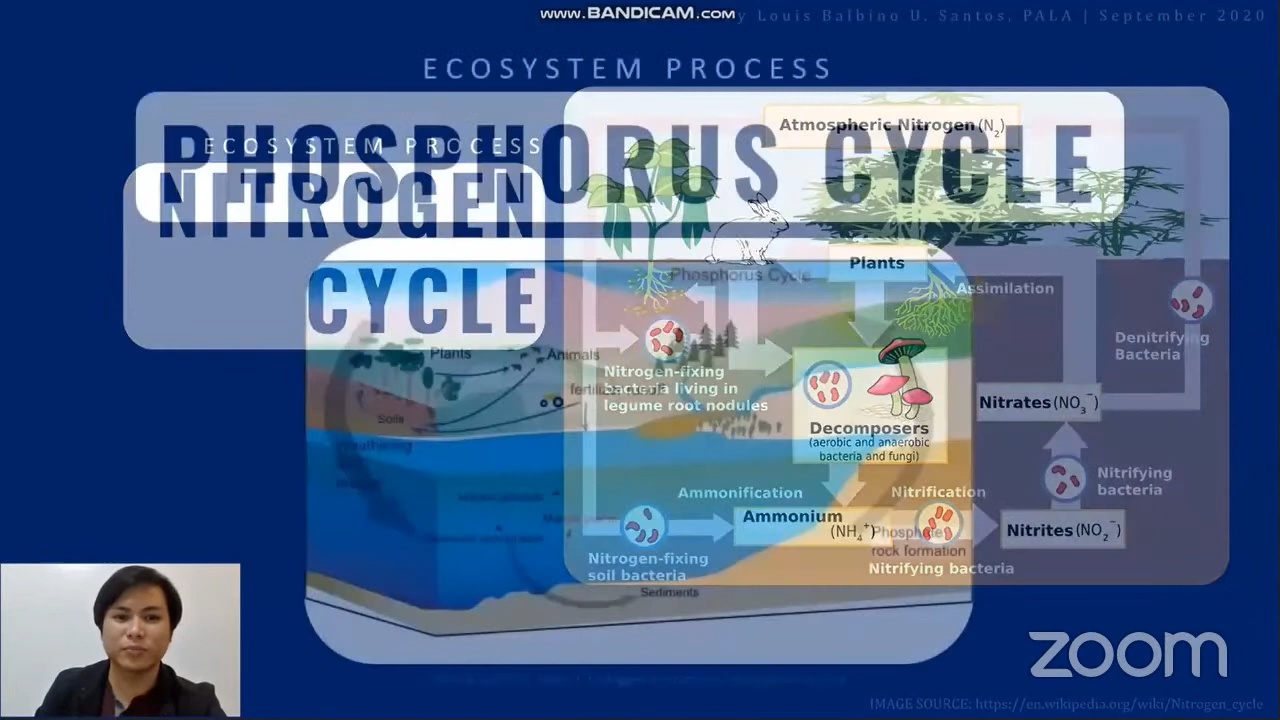 www.BANDICAM.com
y Louis Balbino U. Santos, PALA | September 2020
ECOSYSTEM PROCESS
PHOSPHORUS CYCLE
ECOSYSTEM PROCESS
NITROGEN
CYCLE
Atmospheric Nitrogen (N2)
Plants
Assimilation
Phosphorus Cycle
Denitrifying
Bacteria
Plants
Animals
Nitrogen-fixing
bacteria living in
legume root nodules
Nitrates (NO3-)
Soils
Decomposers
(aerobic and anaerobic
bacteria and fungi)
Weathering
Nitrifying
bacteria
Ammonification
Nitrification
Ammonium
(NH4+)
Nitrites (NO2-)
Phosphate
rock formation
Nitrogen-fixing
soil bacteria
Nitrifying bacteria
Sediments
zoom
IMAGE SOURCE: https://en.wikipedia.org/wiki/Nitrogen_cycle